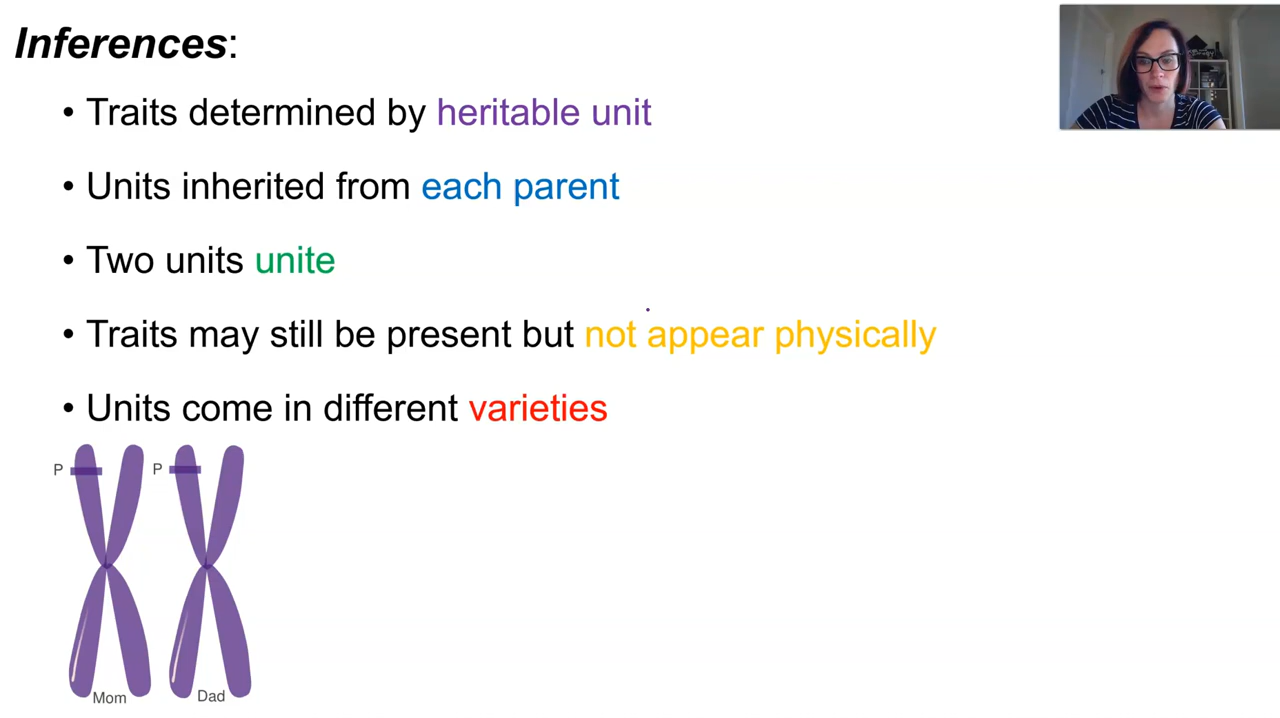 Inferences:
• Traits determined by heritable unit
• Units inherited from each parent
• Two units unite
• Traits may still be present but not appear physically
• Units come in different varieties
P P
Mom Dad